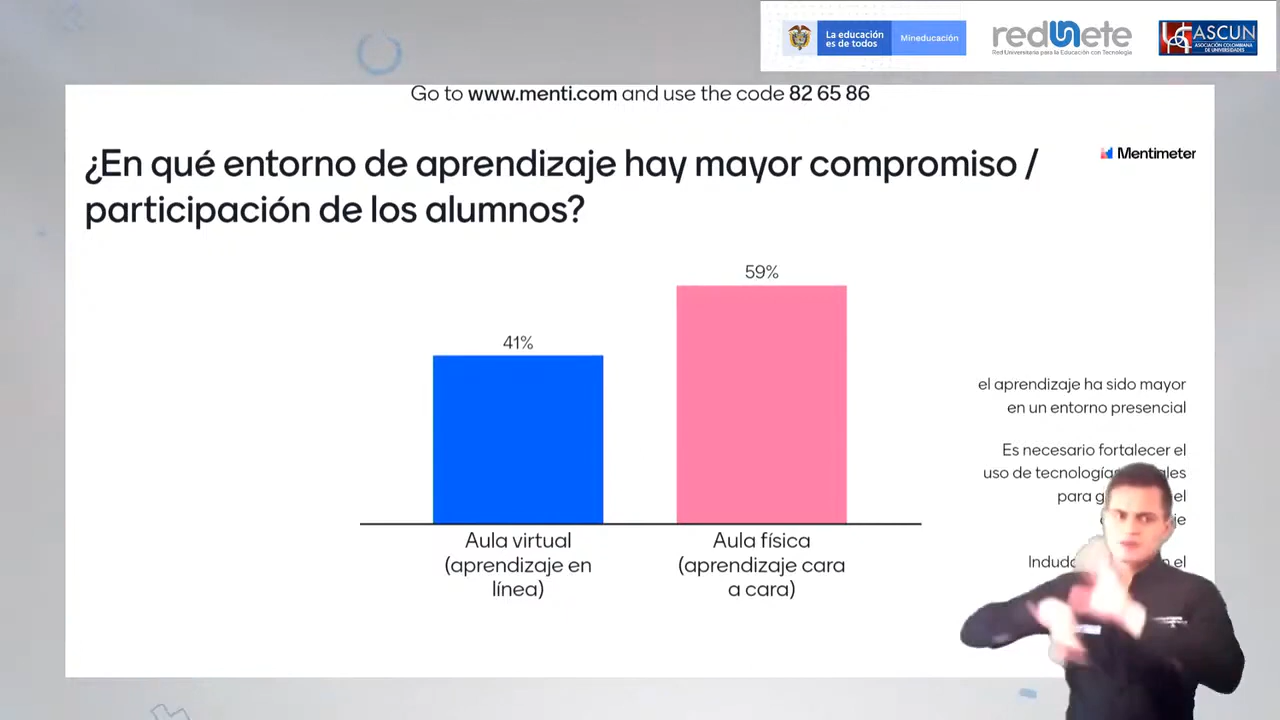 La educación
es de todos
Mineducación
redunete
Red Universitaria para la Educación con Tecnología
ASCUN
ASOCIACIÓN COLOMBIANA
DE UNIVERSIDADES
Go to www.menti.com and use the code 82 65 86
¿En qué entorno de aprendizaje hay mayor compromiso /
participación de los alumnos?
Mentimeter
59%
41%
Aula virtual
(aprendizaje en
línea)
Aula física
(aprendizaje cara
a cara)
el aprendizaje ha sido mayor
en un entorno presencial
Es necesario fortalecer el
uso de tecnologías
para el
el